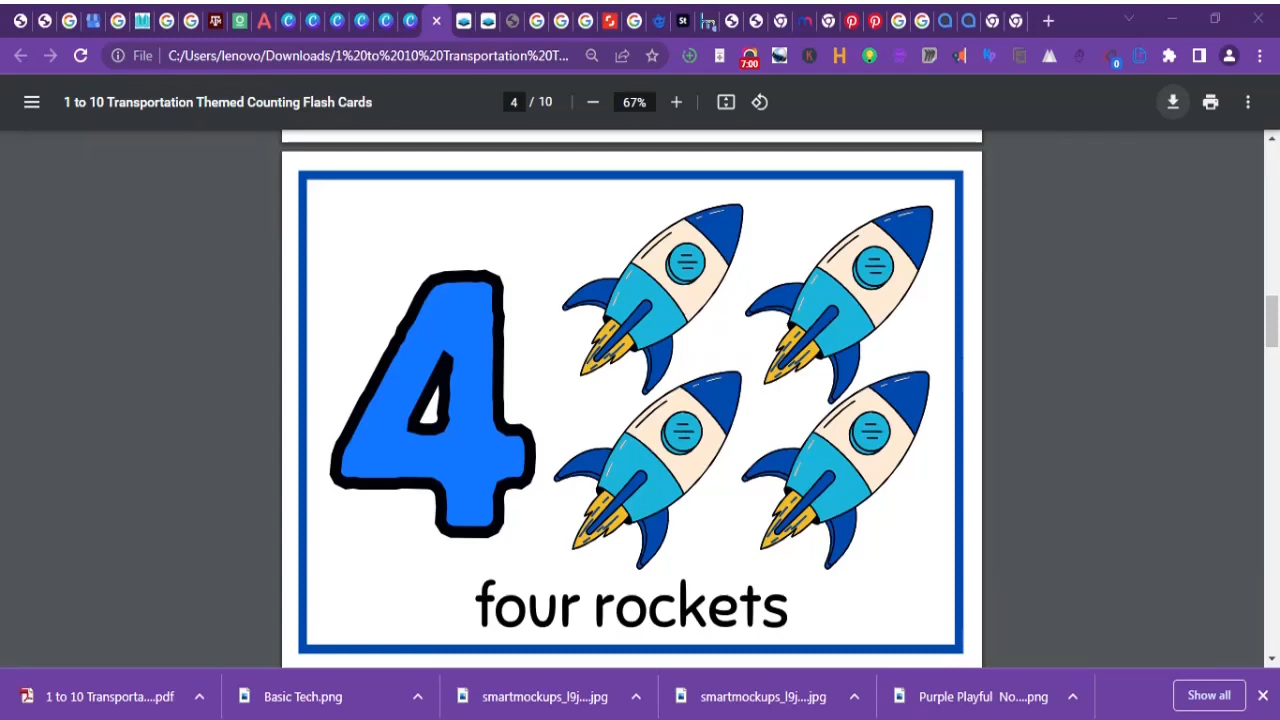 File
C:/Users/lenovo/Downloads/1%20to%2010%20Transportation%20T...
7:00
0
1 to 10 Transportation Themed Counting Flash Cards
4 / 10
67%
4
four rockets
1 to 10 Transporta....pdf
Basic Tech.png
smartmockups_l9j....jpg
smartmockups_l9j....jpg
Purple Playful No....png
Show all